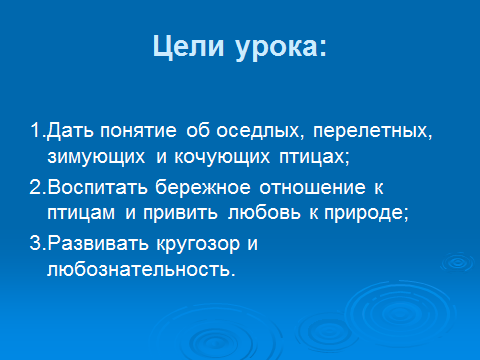 Цели урока:
1.Дать понятие об оседлых, перелетных,
зимующих и кочующих птицах;
2.Воспитать бережное отношение к
птицам и привить любовь к природе;
3.Развивать кругозор и
любознательность.